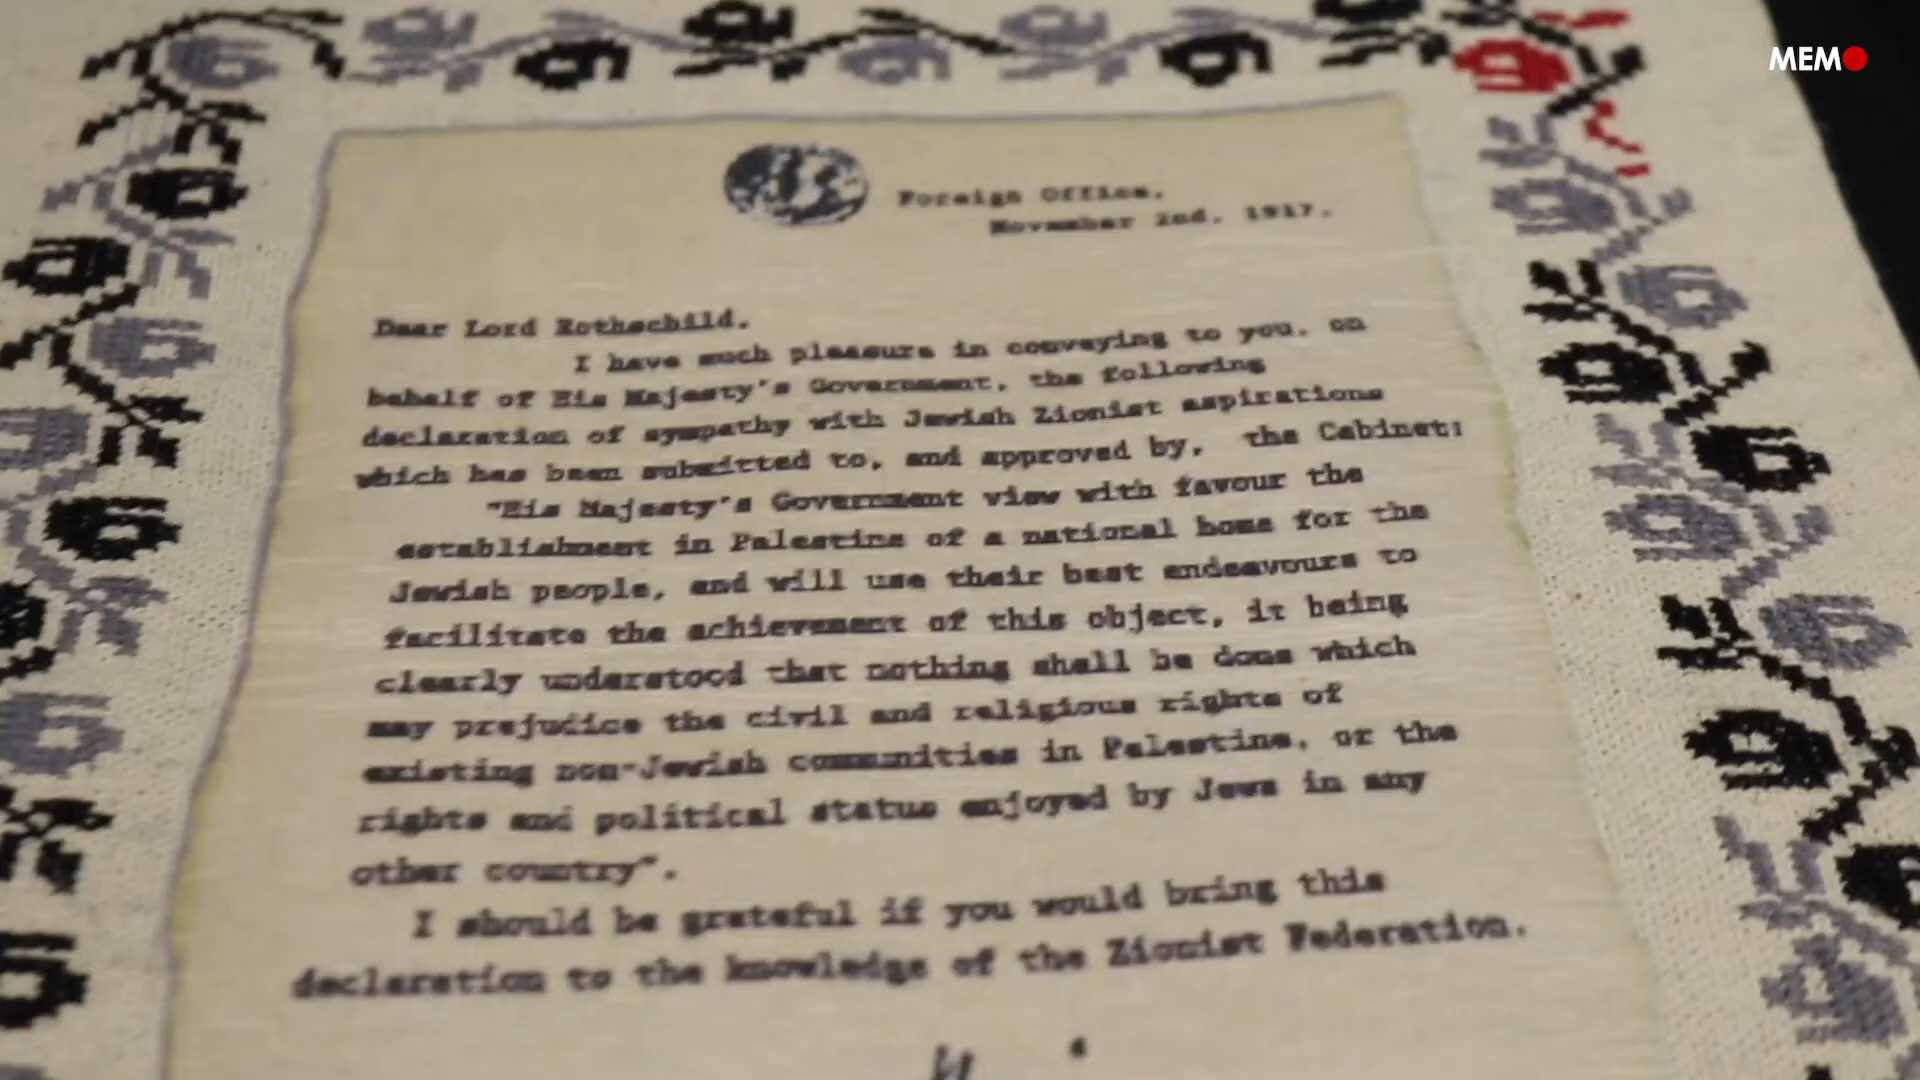 MEMO
Foreign Office.
November 2nd. 1917.
Dear Lord Rothschild.
I have much pleasure in conveying to you. on
behalf of His Majesty's Government. the following
declaration of sympathy with Jewish Zionist aspirations
which has been submitted to, and approved by, the Cabinet:
"His Majesty's Government view with favour the
establishment in Palestine of a national home for the
Jewish people, and will use their best endeavours to
facilitate the achievement of this object, it being
clearly understood that nothing shall be done which
may prejudice the civil and religious rights of
existing non-Jewish communities in Palestine, or the
rights and political status enjoyed by Jews in any
other country".
I should be grateful if you would bring this
declaration to the knowledge of the Zionist Federation.